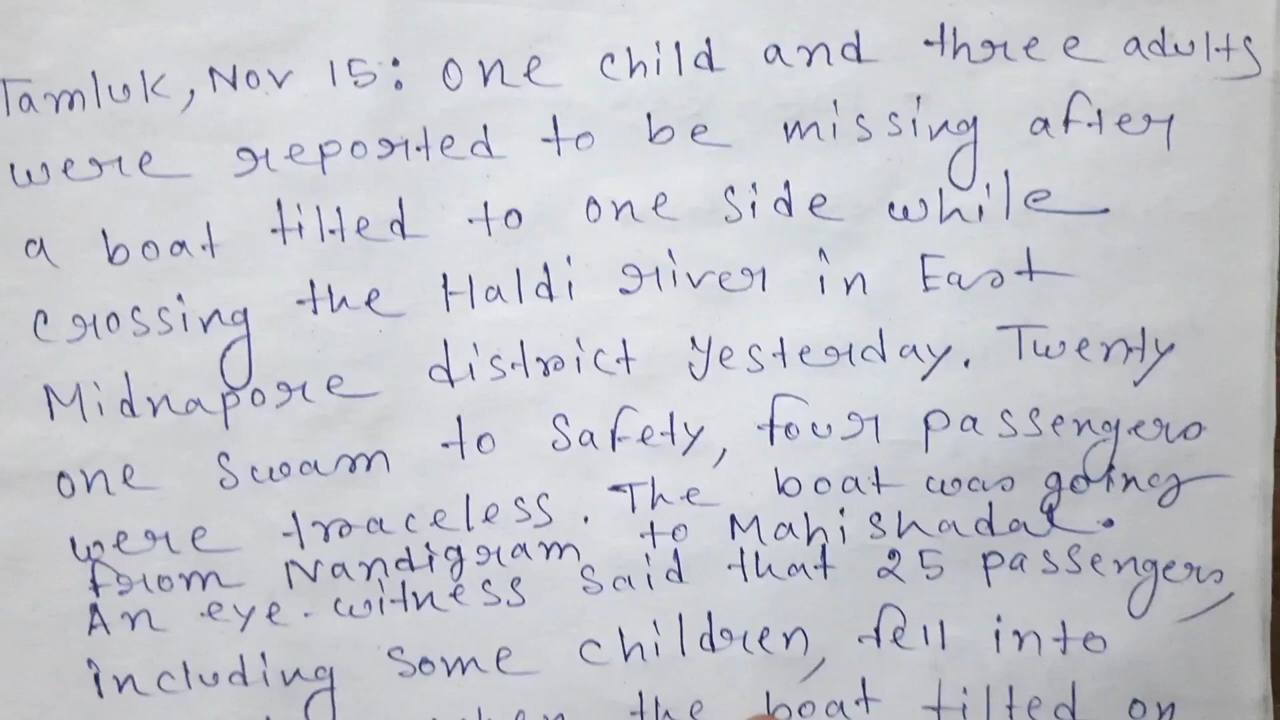 Tamluk, Nov 15: One child and three adults
were reported to be missing after
a boat tilted to one side while
crossing the Haldi river in East
Midnapore district yesterday. Twenty
one swam to safety, four passengers
were traceless. The boat was going
from Nandigram to Mahishadal.
An eye-witness said that 25 passengers,
including some children, fell into
the boat tilted on